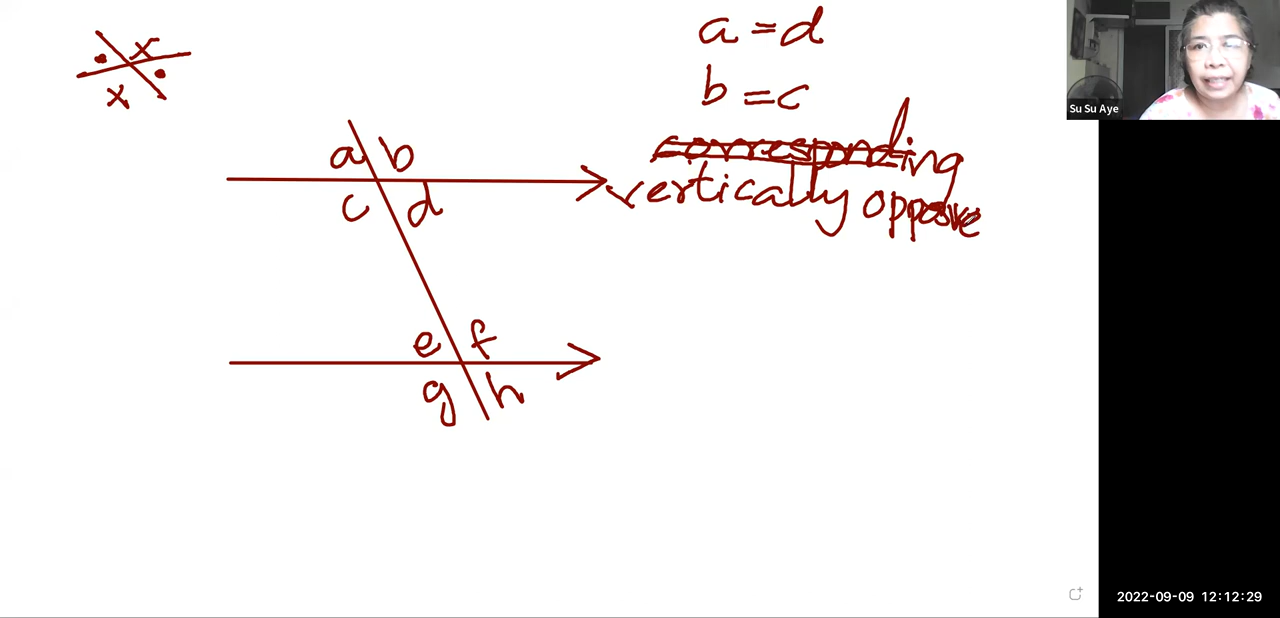 x
x
a = d
b = c
corresponding
vertically opposite
a b
c d
e f
g h
Su Su Aye
2022-09-09 12:12:29